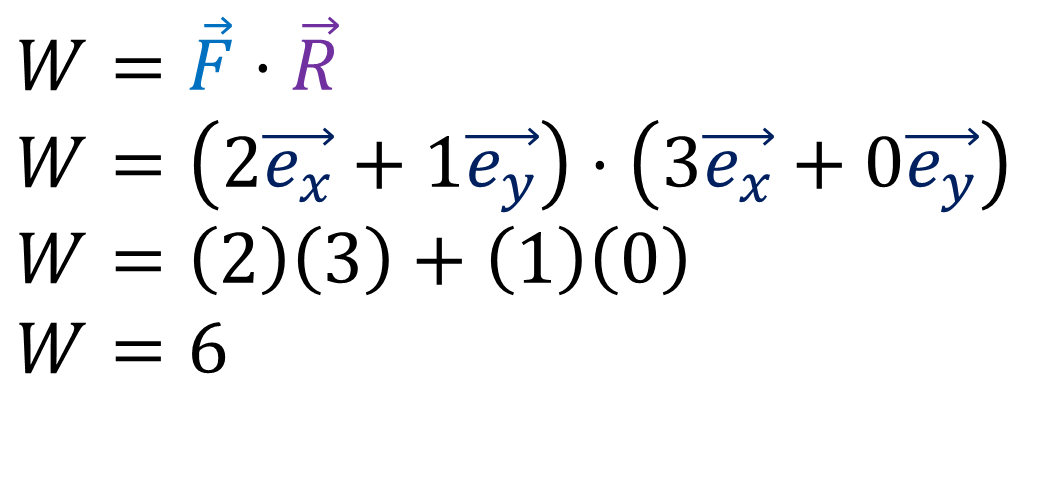 W = F⃗ · R⃗
W = (2e⃗ₓ + 1e⃗ᵧ) · (3e⃗ₓ + 0e⃗ᵧ)
W = (2)(3) + (1)(0)
W = 6